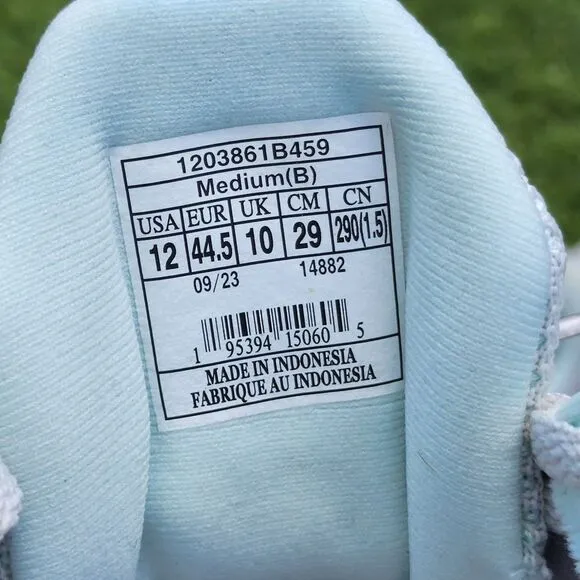 1203861B459
Medium(B)
USA EUR UK CM CN
12 44.5 10 29 290(1.5)
09/23 14882
1 95394 15060 5
MADE IN INDONESIA
FABRIQUE AU INDONESIA